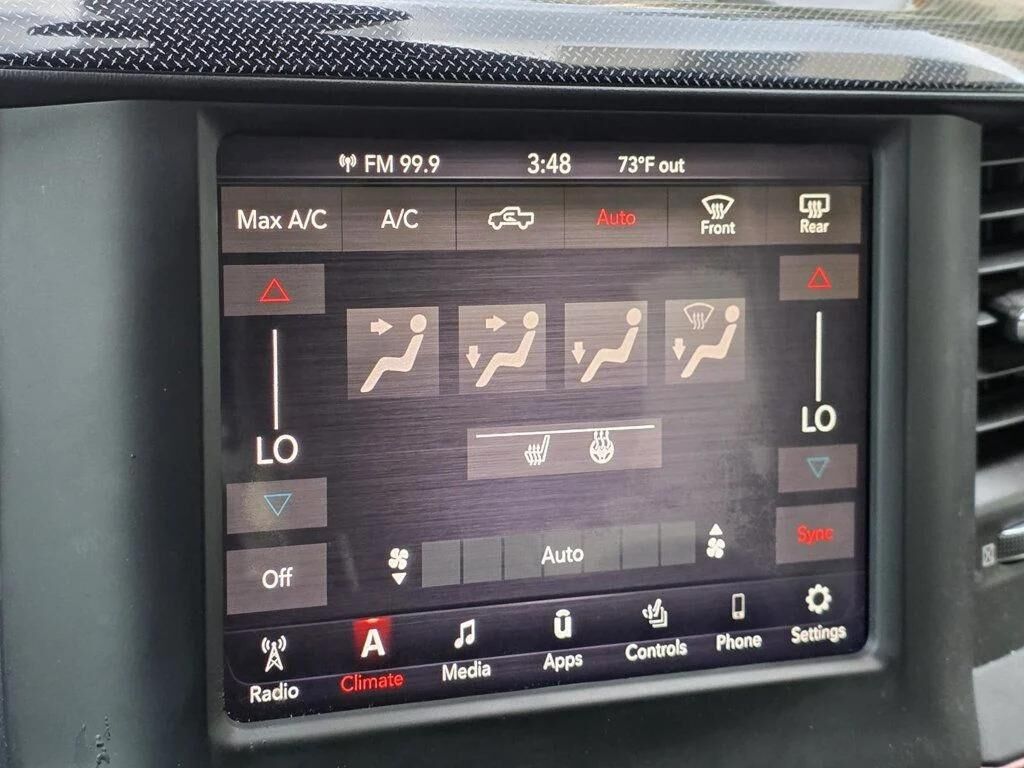 FM 99.9 3:48 73°F out
Max A/C A/C Auto Front Rear
LO LO
Sync
Auto
Off
Radio A Climate Media ū Apps Controls Phone Settings